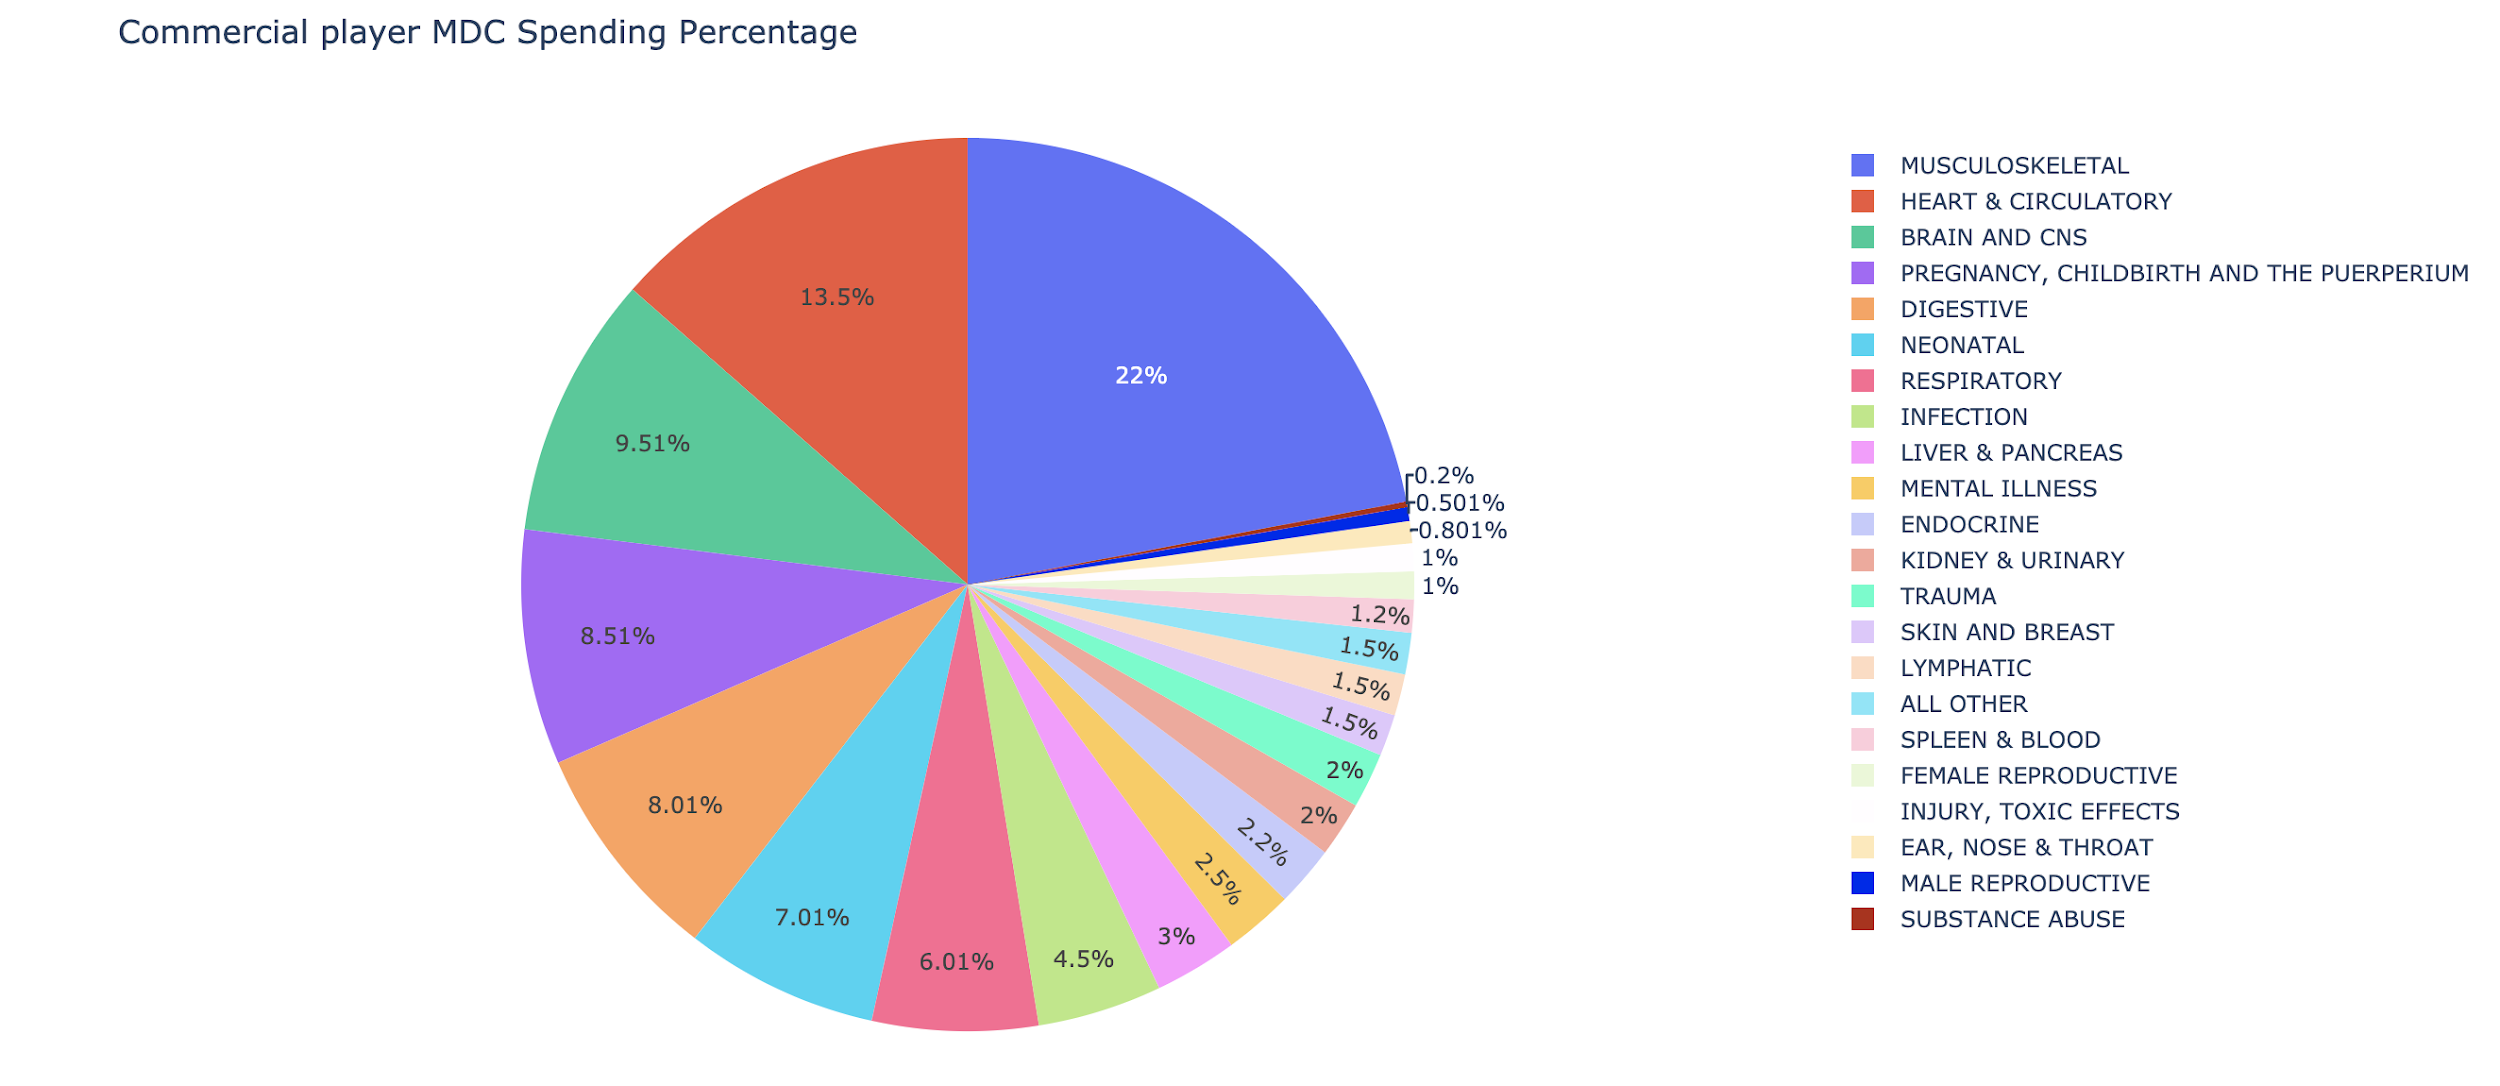 Commercial player MDC Spending Percentage
22%
13.5%
9.51%
8.51%
8.01%
7.01%
6.01%
4.5%
3%
2.5%
2.2%
2%
2%
1.5%
1.5%
1.5%
1.2%
1%
1%
0.801%
0.501%
0.2%
MUSCULOSKELETAL
HEART & CIRCULATORY
BRAIN AND CNS
PREGNANCY, CHILDBIRTH AND THE PUERPERIUM
DIGESTIVE
NEONATAL
RESPIRATORY
INFECTION
LIVER & PANCREAS
MENTAL ILLNESS
ENDOCRINE
KIDNEY & URINARY
TRAUMA
SKIN AND BREAST
LYMPHATIC
ALL OTHER
SPLEEN & BLOOD
FEMALE REPRODUCTIVE
INJURY, TOXIC EFFECTS
EAR, NOSE & THROAT
MALE REPRODUCTIVE
SUBSTANCE ABUSE